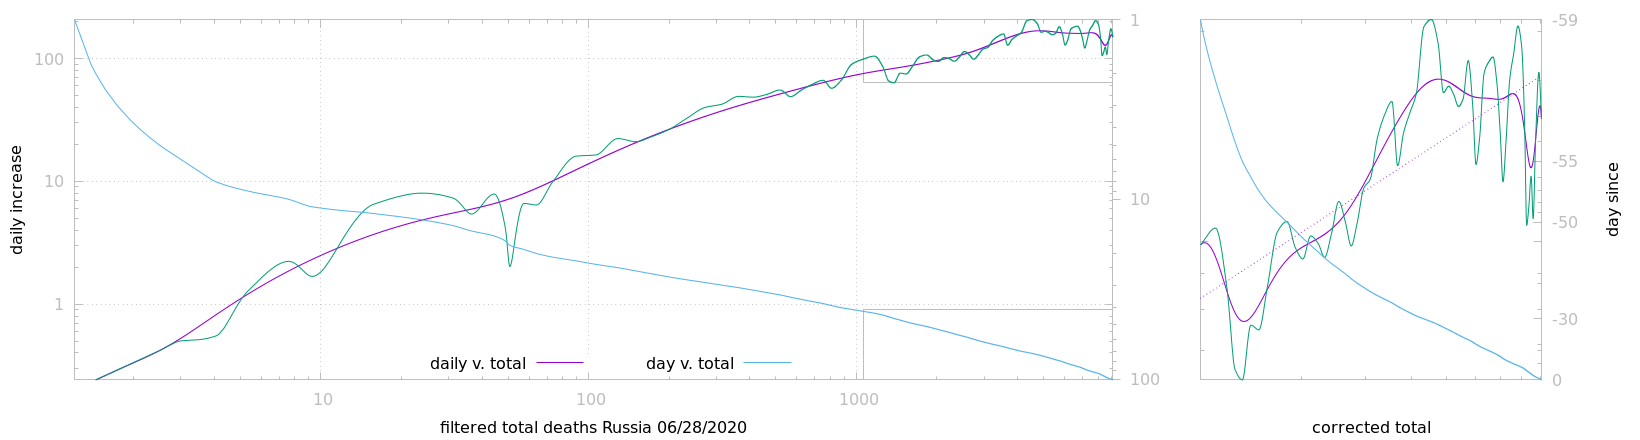 daily increase
100
10
1
10
100
1000
1
10
100
daily v. total
day v. total
filtered total deaths Russia 06/28/2020
-59
-55
-50
-30
0
day since
corrected total